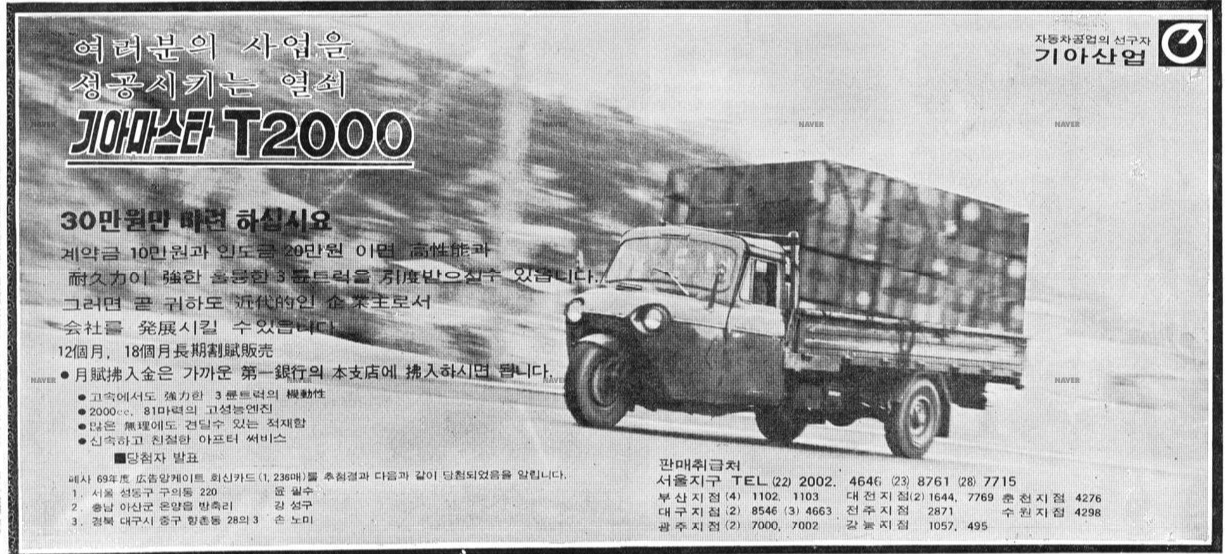 여러분의 사업을
성공시키는 열쇠
기아마스타 T2000
자동차공업의 선구자
기아산업
30만원만 마련 하십시요
계약금 10만원과 인도금 20만원 이면 高性能과
耐久力이 強한 훌륭한 3륜트럭을 引度받으실수 있습니다.
그러면 곧 귀하도 近代的인 企業主로서
会社를 発展시킬 수있습니다
12個月, 18個月長期割賦販売
● 月賦拂入金은 가까운 第一銀行의 本支店에 拂入하시면 됩니다.
● 고속에서도 強力한 3륜트럭의 機動性
● 2000cc, 81마력의 고성능엔진
● 많은 無理에도 견딜수 있는 적재함
● 신속하고 친절한 아프터 써비스
■당첨자 발표
폐사 69年度 広告앙케이트 회신카드(1,236매)를 추첨결과 다음과 같이 당첨되었음을 알립니다.
1. 서울 성동구 구의동 220 윤필수
2. 충남 아산군 온양읍 방축리 강성구
3. 경북 대구시 중구 향촌동 28의3 손노미
판매취급처
서울지구 TEL (22) 2002. 4646 (23) 8761 (28) 7715
부산지점 (4) 1102, 1103 대전지점(2) 1644, 7769 춘천지점 4276
대구지점 (2) 8546 (3) 4663 전주지점 2871 수원지점 4298
광주지점 (2) 7000, 7002 강능지점 1057, 495
NAVER NAVER NAVER NAVER
NAVER NAVER